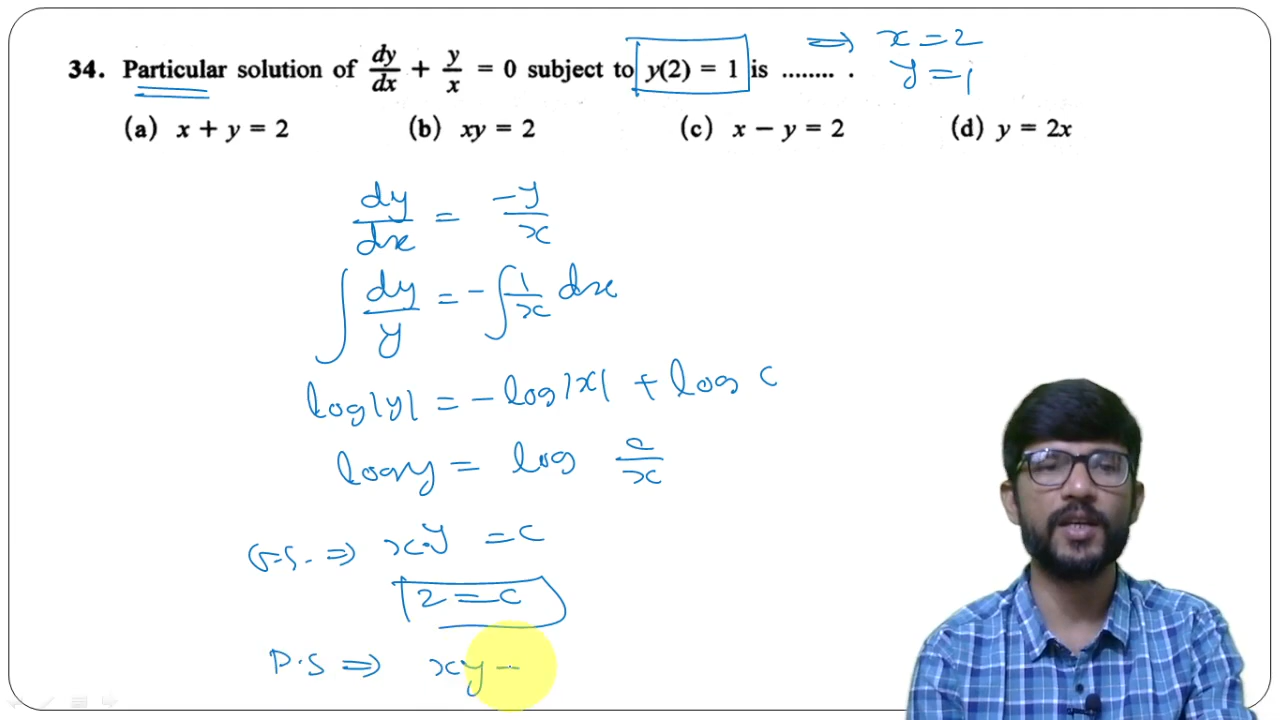 34. Particular solution of dy/dx + y/x = 0 subject to y(2) = 1 is ........ .
⇒ x = 2
y = 1
(a) x + y = 2 (b) xy = 2 (c) x − y = 2 (d) y = 2x
dy/dx = -y/x
∫ dy/y = - ∫ 1/x dx
log|y| = - log|x| + log c
log y = log c/x
G.S. ⇒ x.y = c
2 = c
P.S ⇒ xy -